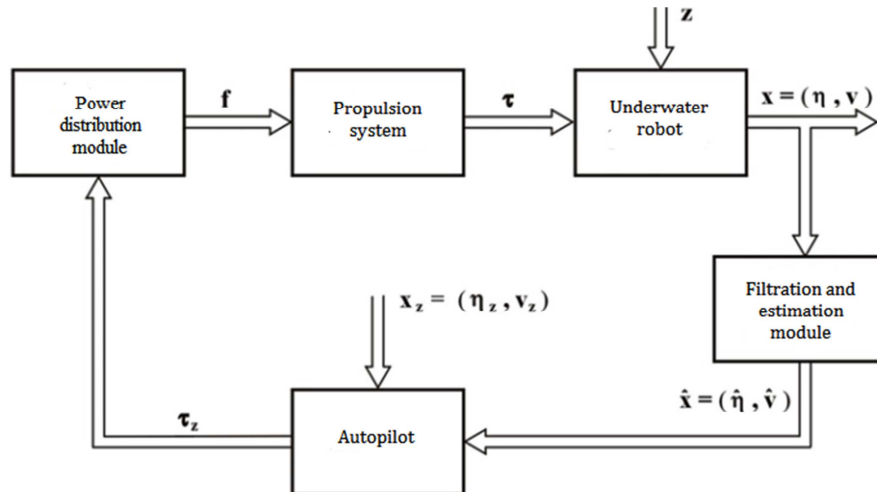 z
Power
distribution
module
f
Propulsion
system
τ
Underwater
robot
x = (η , v)
Filtration and
estimation
module
x_z = (η_z , v_z)
x̂ = (η̂ , v̂)
τ_z
Autopilot